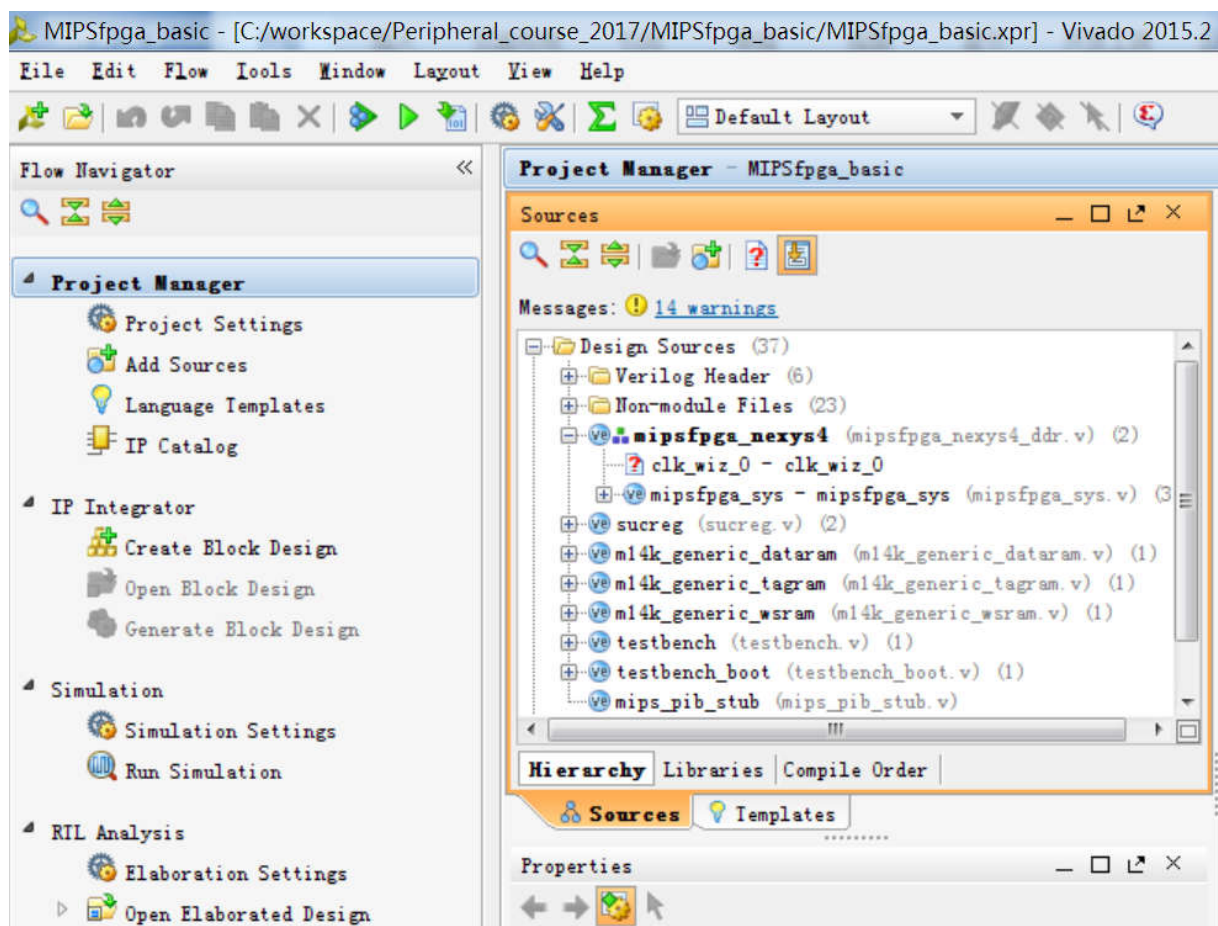 MIPSfpga_basic - [C:/workspace/Peripheral_course_2017/MIPSfpga_basic/MIPSfpga_basic.xpr] - Vivado 2015.2
File Edit Flow Tools Window Layout View Help
Default Layout
Flow Navigator
Project Manager
Project Settings
Add Sources
Language Templates
IP Catalog
IP Integrator
Create Block Design
Open Block Design
Generate Block Design
Simulation
Simulation Settings
Run Simulation
RTL Analysis
Elaboration Settings
Open Elaborated Design
Project Manager - MIPSfpga_basic
Sources
Messages: 14 warnings
Design Sources (37)
Verilog Header (6)
Non-module Files (23)
mipsfpga_nexys4 (mipsfpga_nexys4_ddr.v) (2)
clk_wiz_0 - clk_wiz_0
mipsfpga_sys - mipsfpga_sys (mipsfpga_sys.v) (3
sucreg (sucreg.v) (2)
m14k_generic_dataram (m14k_generic_dataram.v) (1)
m14k_generic_tagram (m14k_generic_tagram.v) (1)
m14k_generic_wsram (m14k_generic_wsram.v) (1)
testbench (testbench.v) (1)
testbench_boot (testbench_boot.v) (1)
mips_pib_stub (mips_pib_stub.v)
Hierarchy Libraries Compile Order
Sources Templates
Properties